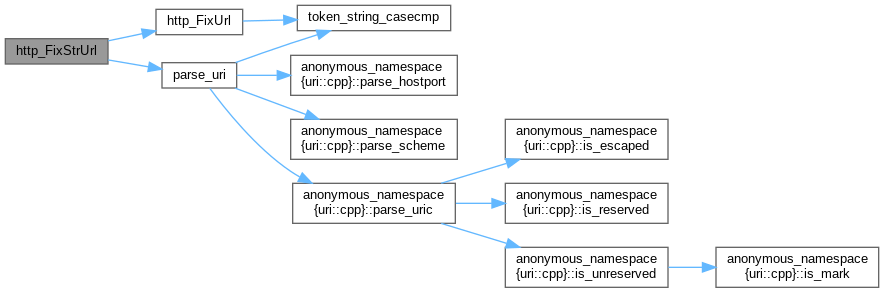 http_FixStrUrl
http_FixUrl
token_string_casecmp
parse_uri
anonymous_namespace
{uri::cpp}::parse_hostport
anonymous_namespace
{uri::cpp}::parse_scheme
anonymous_namespace
{uri::cpp}::parse_uric
anonymous_namespace
{uri::cpp}::is_escaped
anonymous_namespace
{uri::cpp}::is_reserved
anonymous_namespace
{uri::cpp}::is_unreserved
anonymous_namespace
{uri::cpp}::is_mark